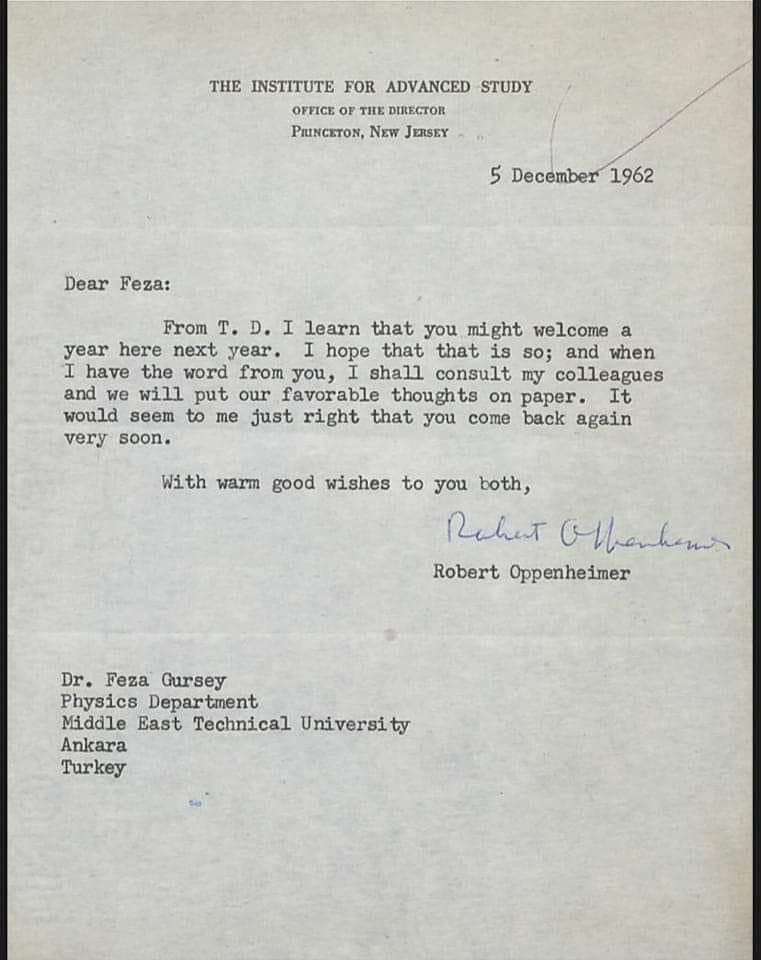 THE INSTITUTE FOR ADVANCED STUDY
OFFICE OF THE DIRECTOR
PRINCETON, NEW JERSEY
5 December 1962
Dear Feza:
From T. D. I learn that you might welcome a
year here next year. I hope that that is so; and when
I have the word from you, I shall consult my colleagues
and we will put our favorable thoughts on paper. It
would seem to me just right that you come back again
very soon.
With warm good wishes to you both,
Robert Oppenheimer
Robert Oppenheimer
Dr. Feza Gursey
Physics Department
Middle East Technical University
Ankara
Turkey